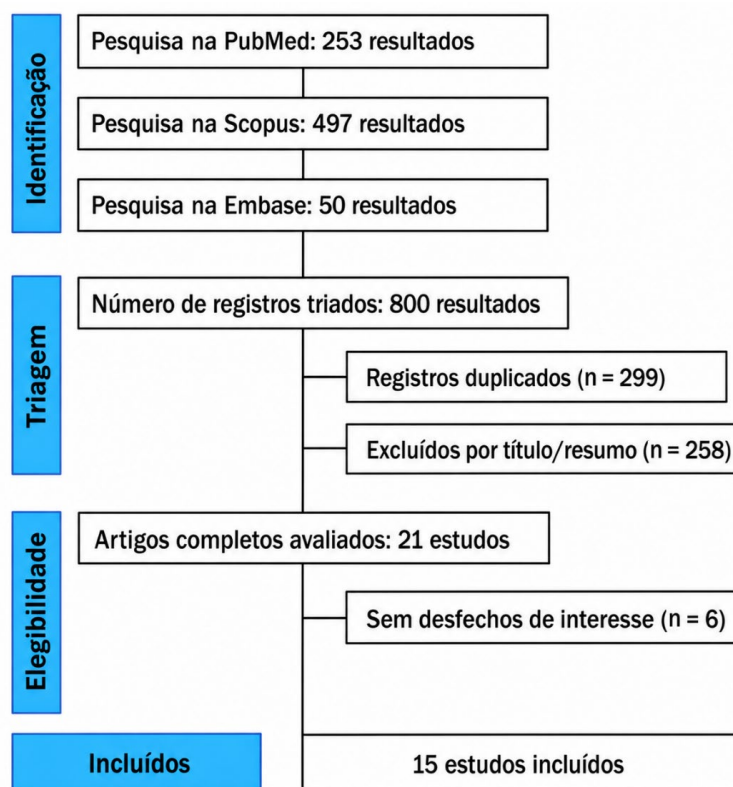 Identificação
Pesquisa na PubMed: 253 resultados
Pesquisa na Scopus: 497 resultados
Pesquisa na Embase: 50 resultados
Triagem
Número de registros triados: 800 resultados
Registros duplicados (n = 299)
Excluídos por título/resumo (n = 258)
Elegibilidade
Artigos completos avaliados: 21 estudos
Sem desfechos de interesse (n = 6)
Incluídos
15 estudos incluídos